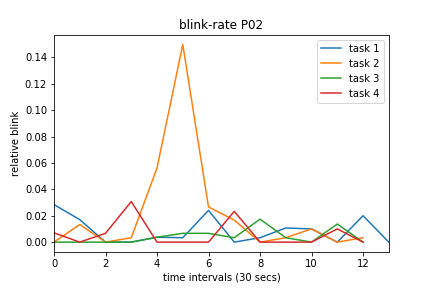 blink-rate P02
task 1
task 2
task 3
task 4
relative blink
0.14
0.12
0.10
0.08
0.06
0.04
0.02
0.00
0 2 4 6 8 10 12
time intervals (30 secs)